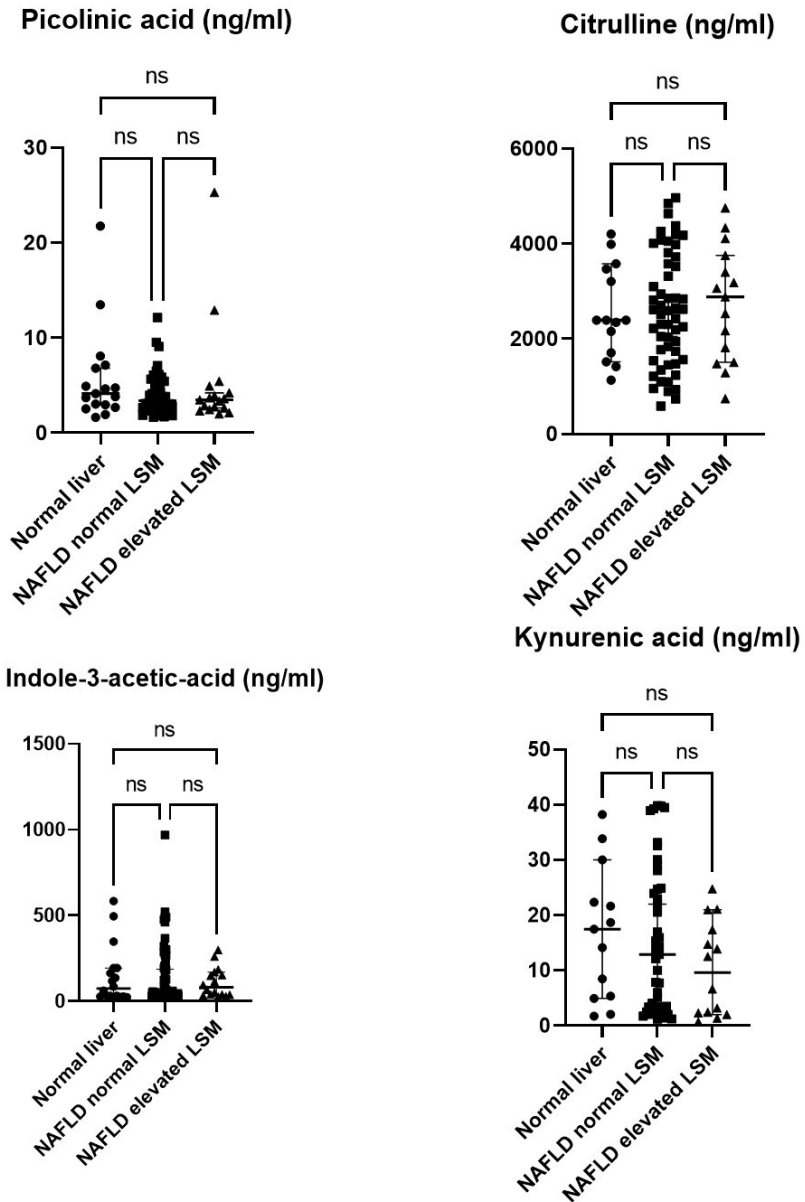 Picolinic acid (ng/ml)
ns
ns
ns
30
20
10
0
Normal liver
NAFLD normal LSM
NAFLD elevated LSM
Citrulline (ng/ml)
ns
ns
ns
6000
4000
2000
0
Normal liver
NAFLD normal LSM
NAFLD elevated LSM
Indole-3-acetic-acid (ng/ml)
ns
ns
ns
1500
1000
500
0
Normal liver
NAFLD normal LSM
NAFLD elevated LSM
Kynurenic acid (ng/ml)
ns
ns
ns
50
40
30
20
10
0
Normal liver
NAFLD normal LSM
NAFLD elevated LSM